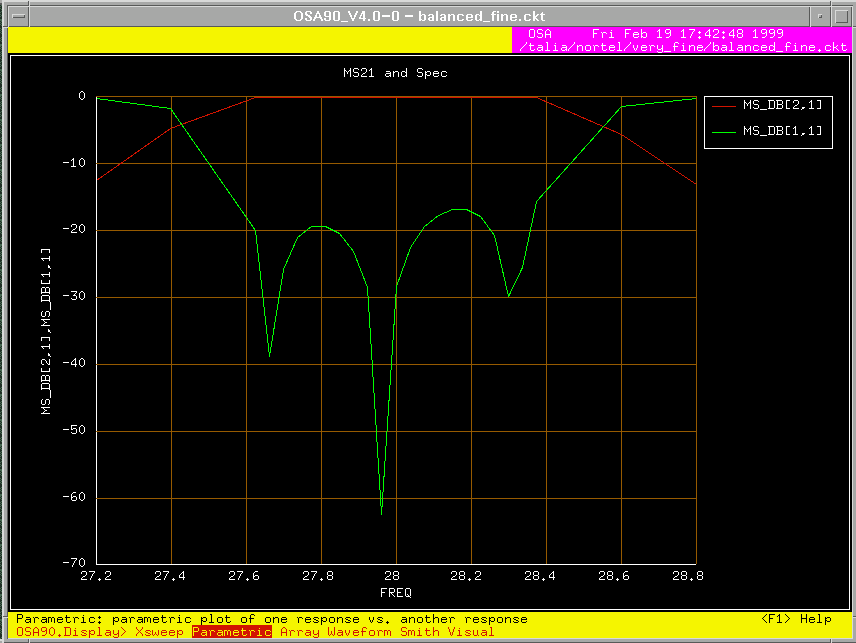 OSA90_V4.0-0 - balanced_fine.ckt
OSA Fri Feb 19 17:42:48 1999
/talia/nortel/very_fine/balanced_fine.ckt
MS21 and Spec
MS_DB[2,1]
MS_DB[1,1]
MS_DB[2,1],MS_DB[1,1]
0
-10
-20
-30
-40
-50
-60
-70
27.2 27.4 27.6 27.8 28 28.2 28.4 28.6 28.8
FREQ
Parametric: parametric plot of one response vs. another response <F1> Help
OSA90.Display> Xsweep Parametric Array Waveform Smith Visual